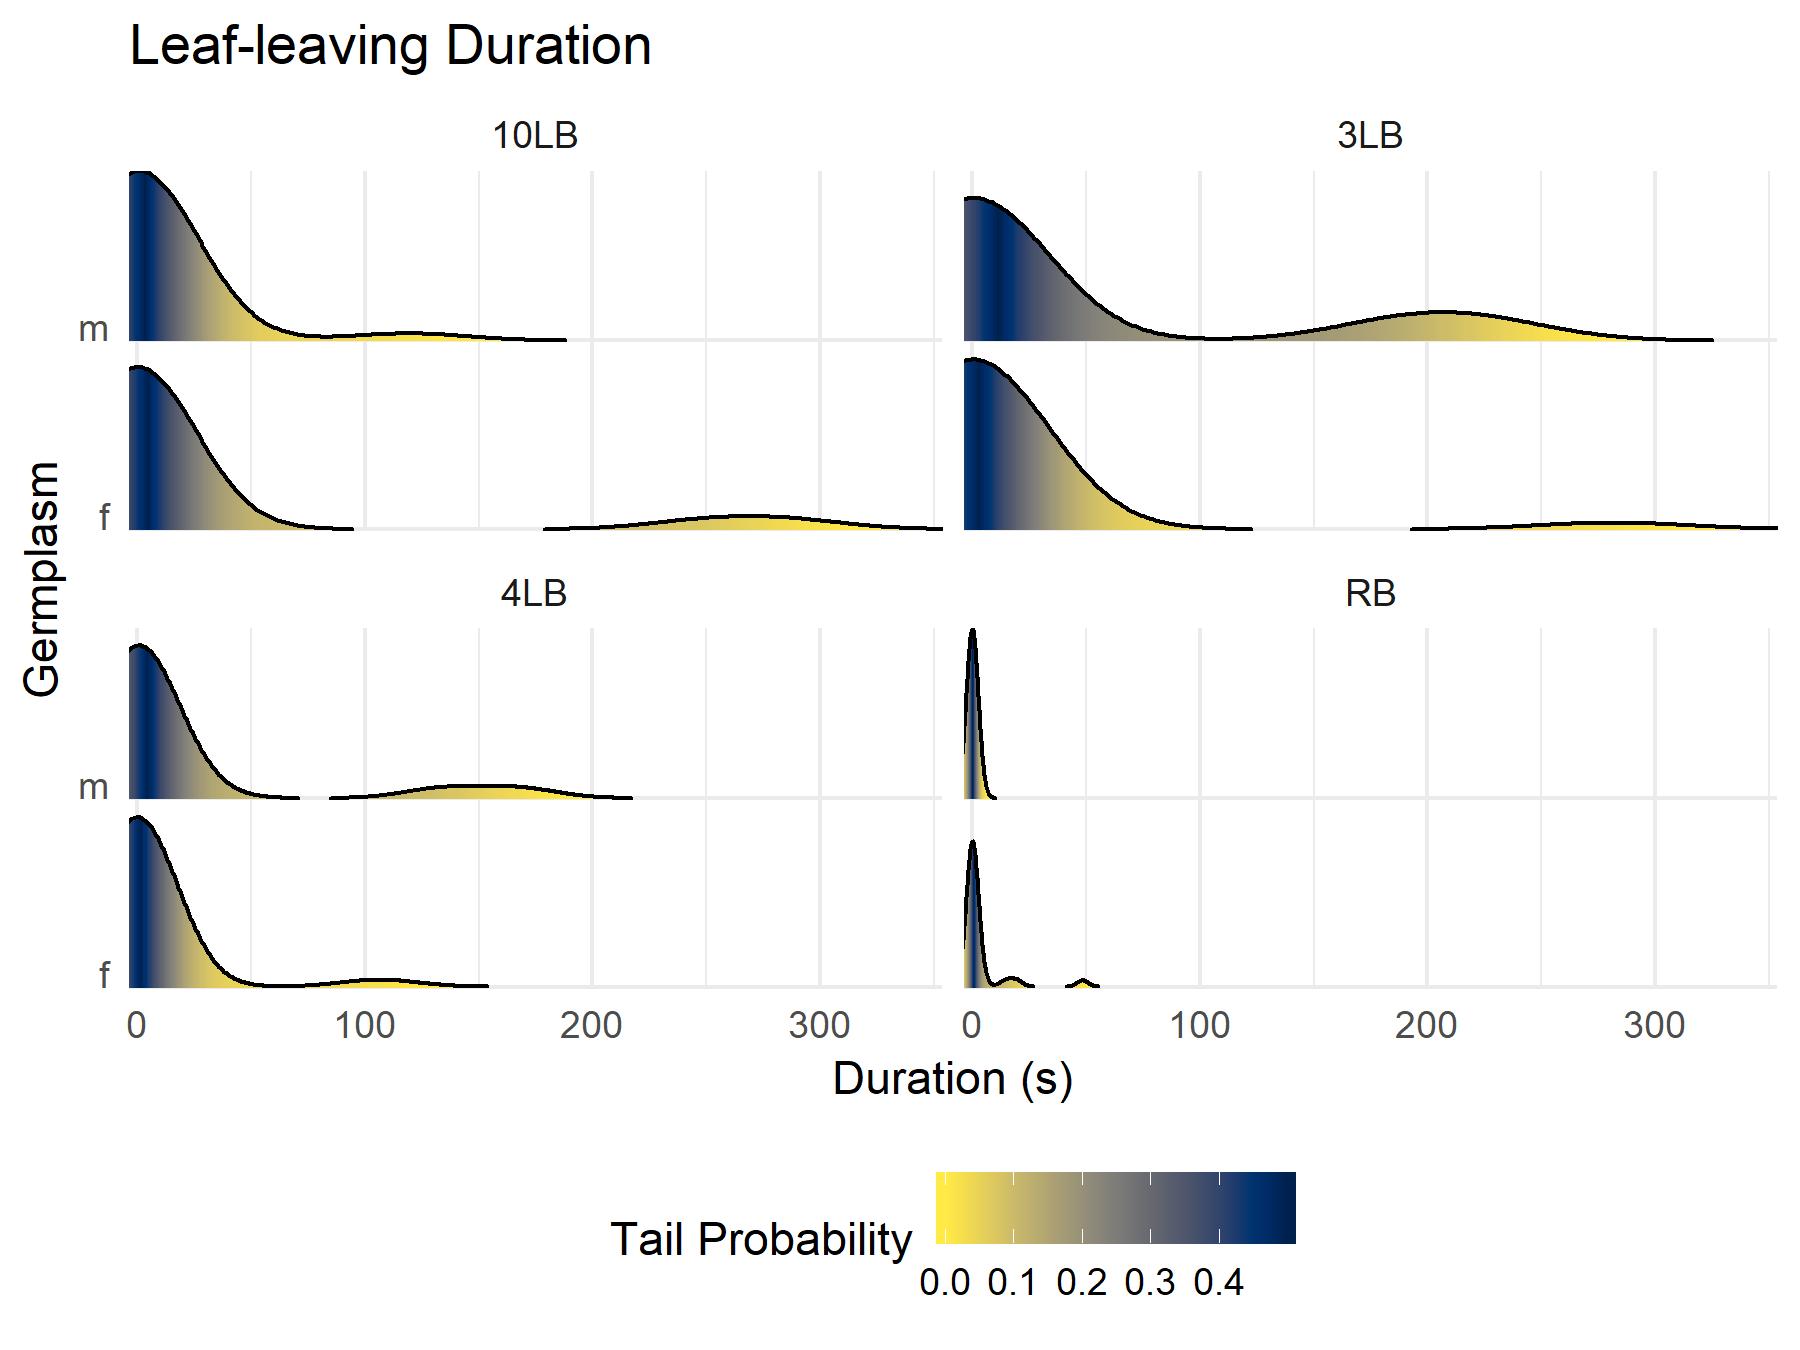 Leaf-leaving Duration
10LB 3LB
m
f
4LB RB
m
f
Germplasm
0 100 200 300 0 100 200 300
Duration (s)
Tail Probability
0.0 0.1 0.2 0.3 0.4